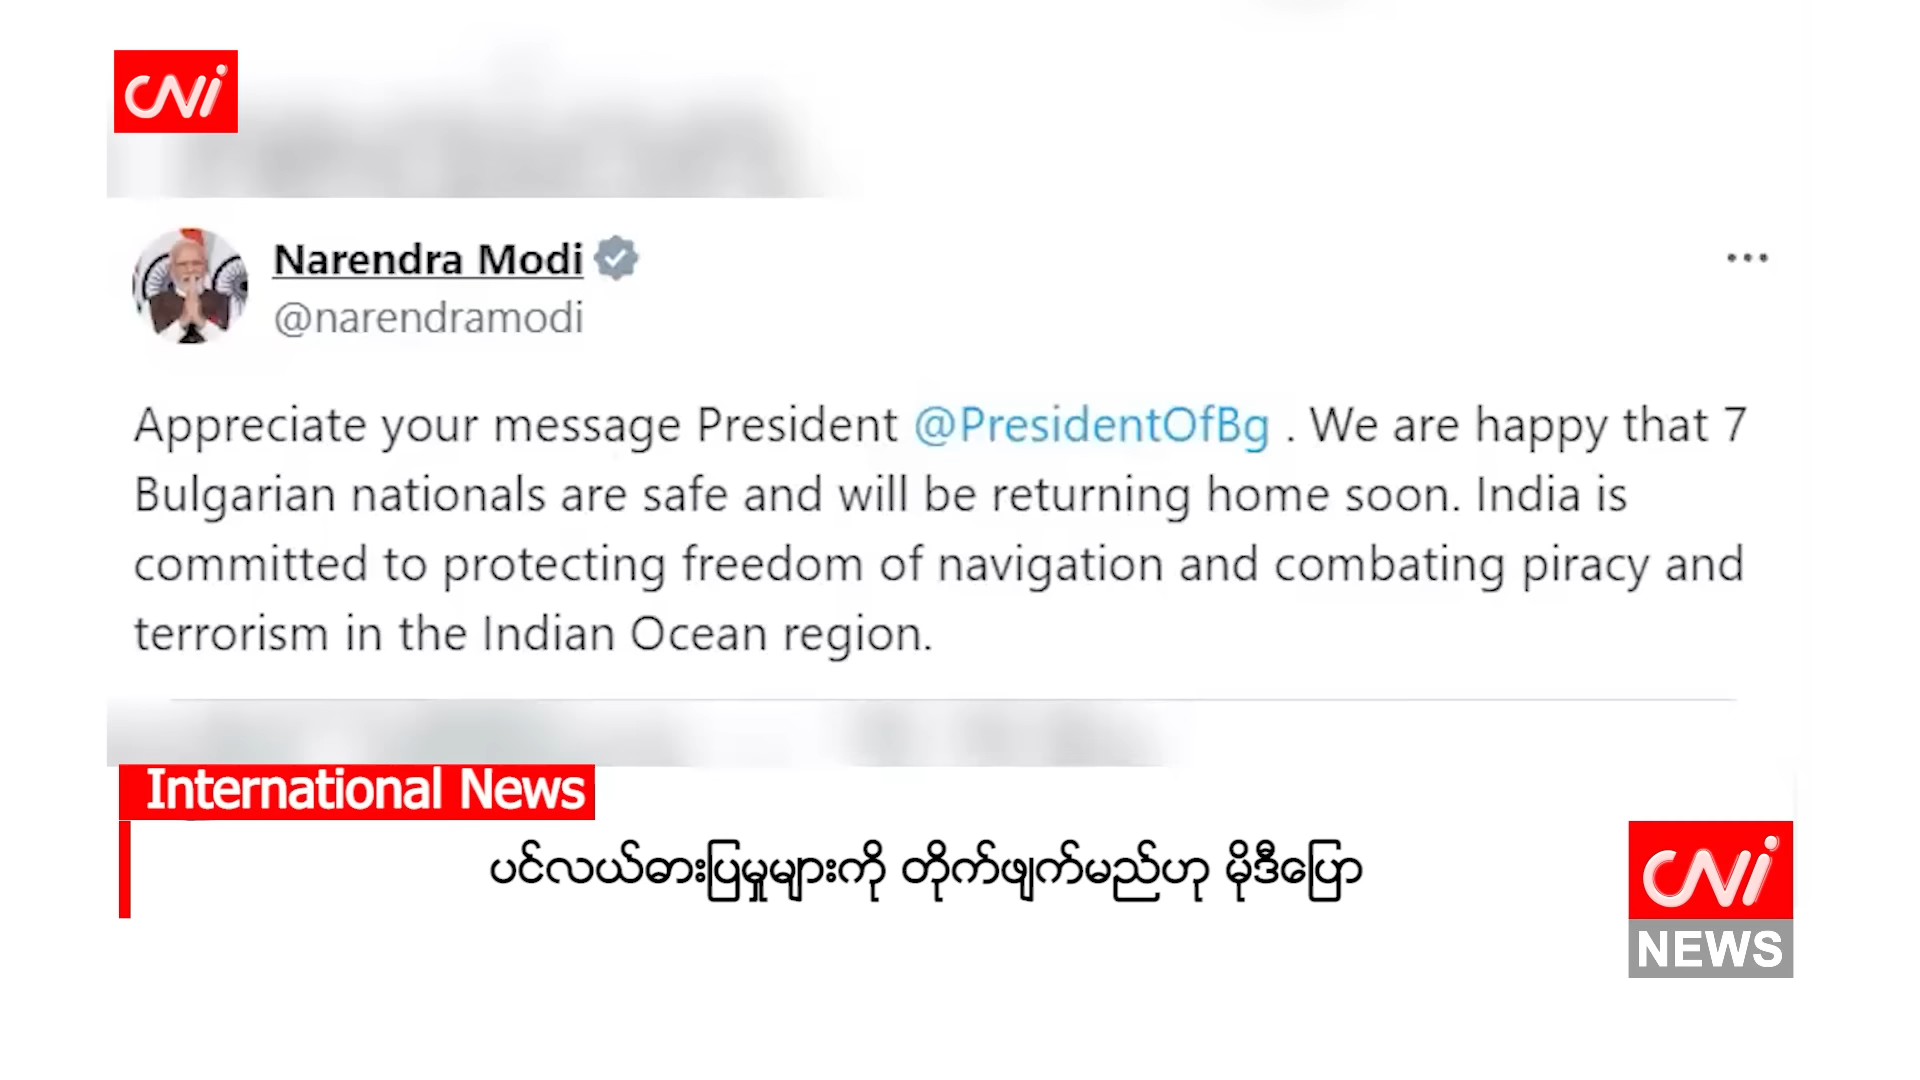 CNi
Narendra Modi
@narendramodi
Appreciate your message President @PresidentOfBg . We are happy that 7
Bulgarian nationals are safe and will be returning home soon. India is
committed to protecting freedom of navigation and combating piracy and
terrorism in the Indian Ocean region.
International News
ပင်လယ်ဓားပြမှုများကို တိုက်ဖျက်မည်ဟု မိုဒီပြော
CNi
NEWS